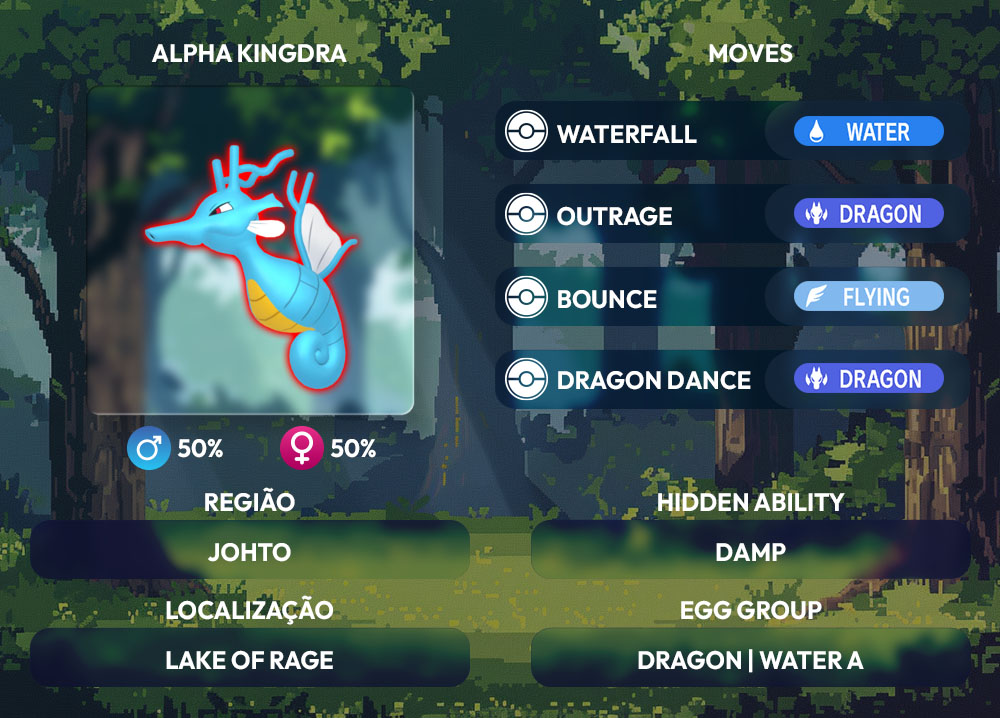 ALPHA KINGDRA
50%
50%
REGIÃO
JOHTO
LOCALIZAÇÃO
LAKE OF RAGE
MOVES
WATERFALL WATER
OUTRAGE DRAGON
BOUNCE FLYING
DRAGON DANCE DRAGON
HIDDEN ABILITY
DAMP
EGG GROUP
DRAGON | WATER A